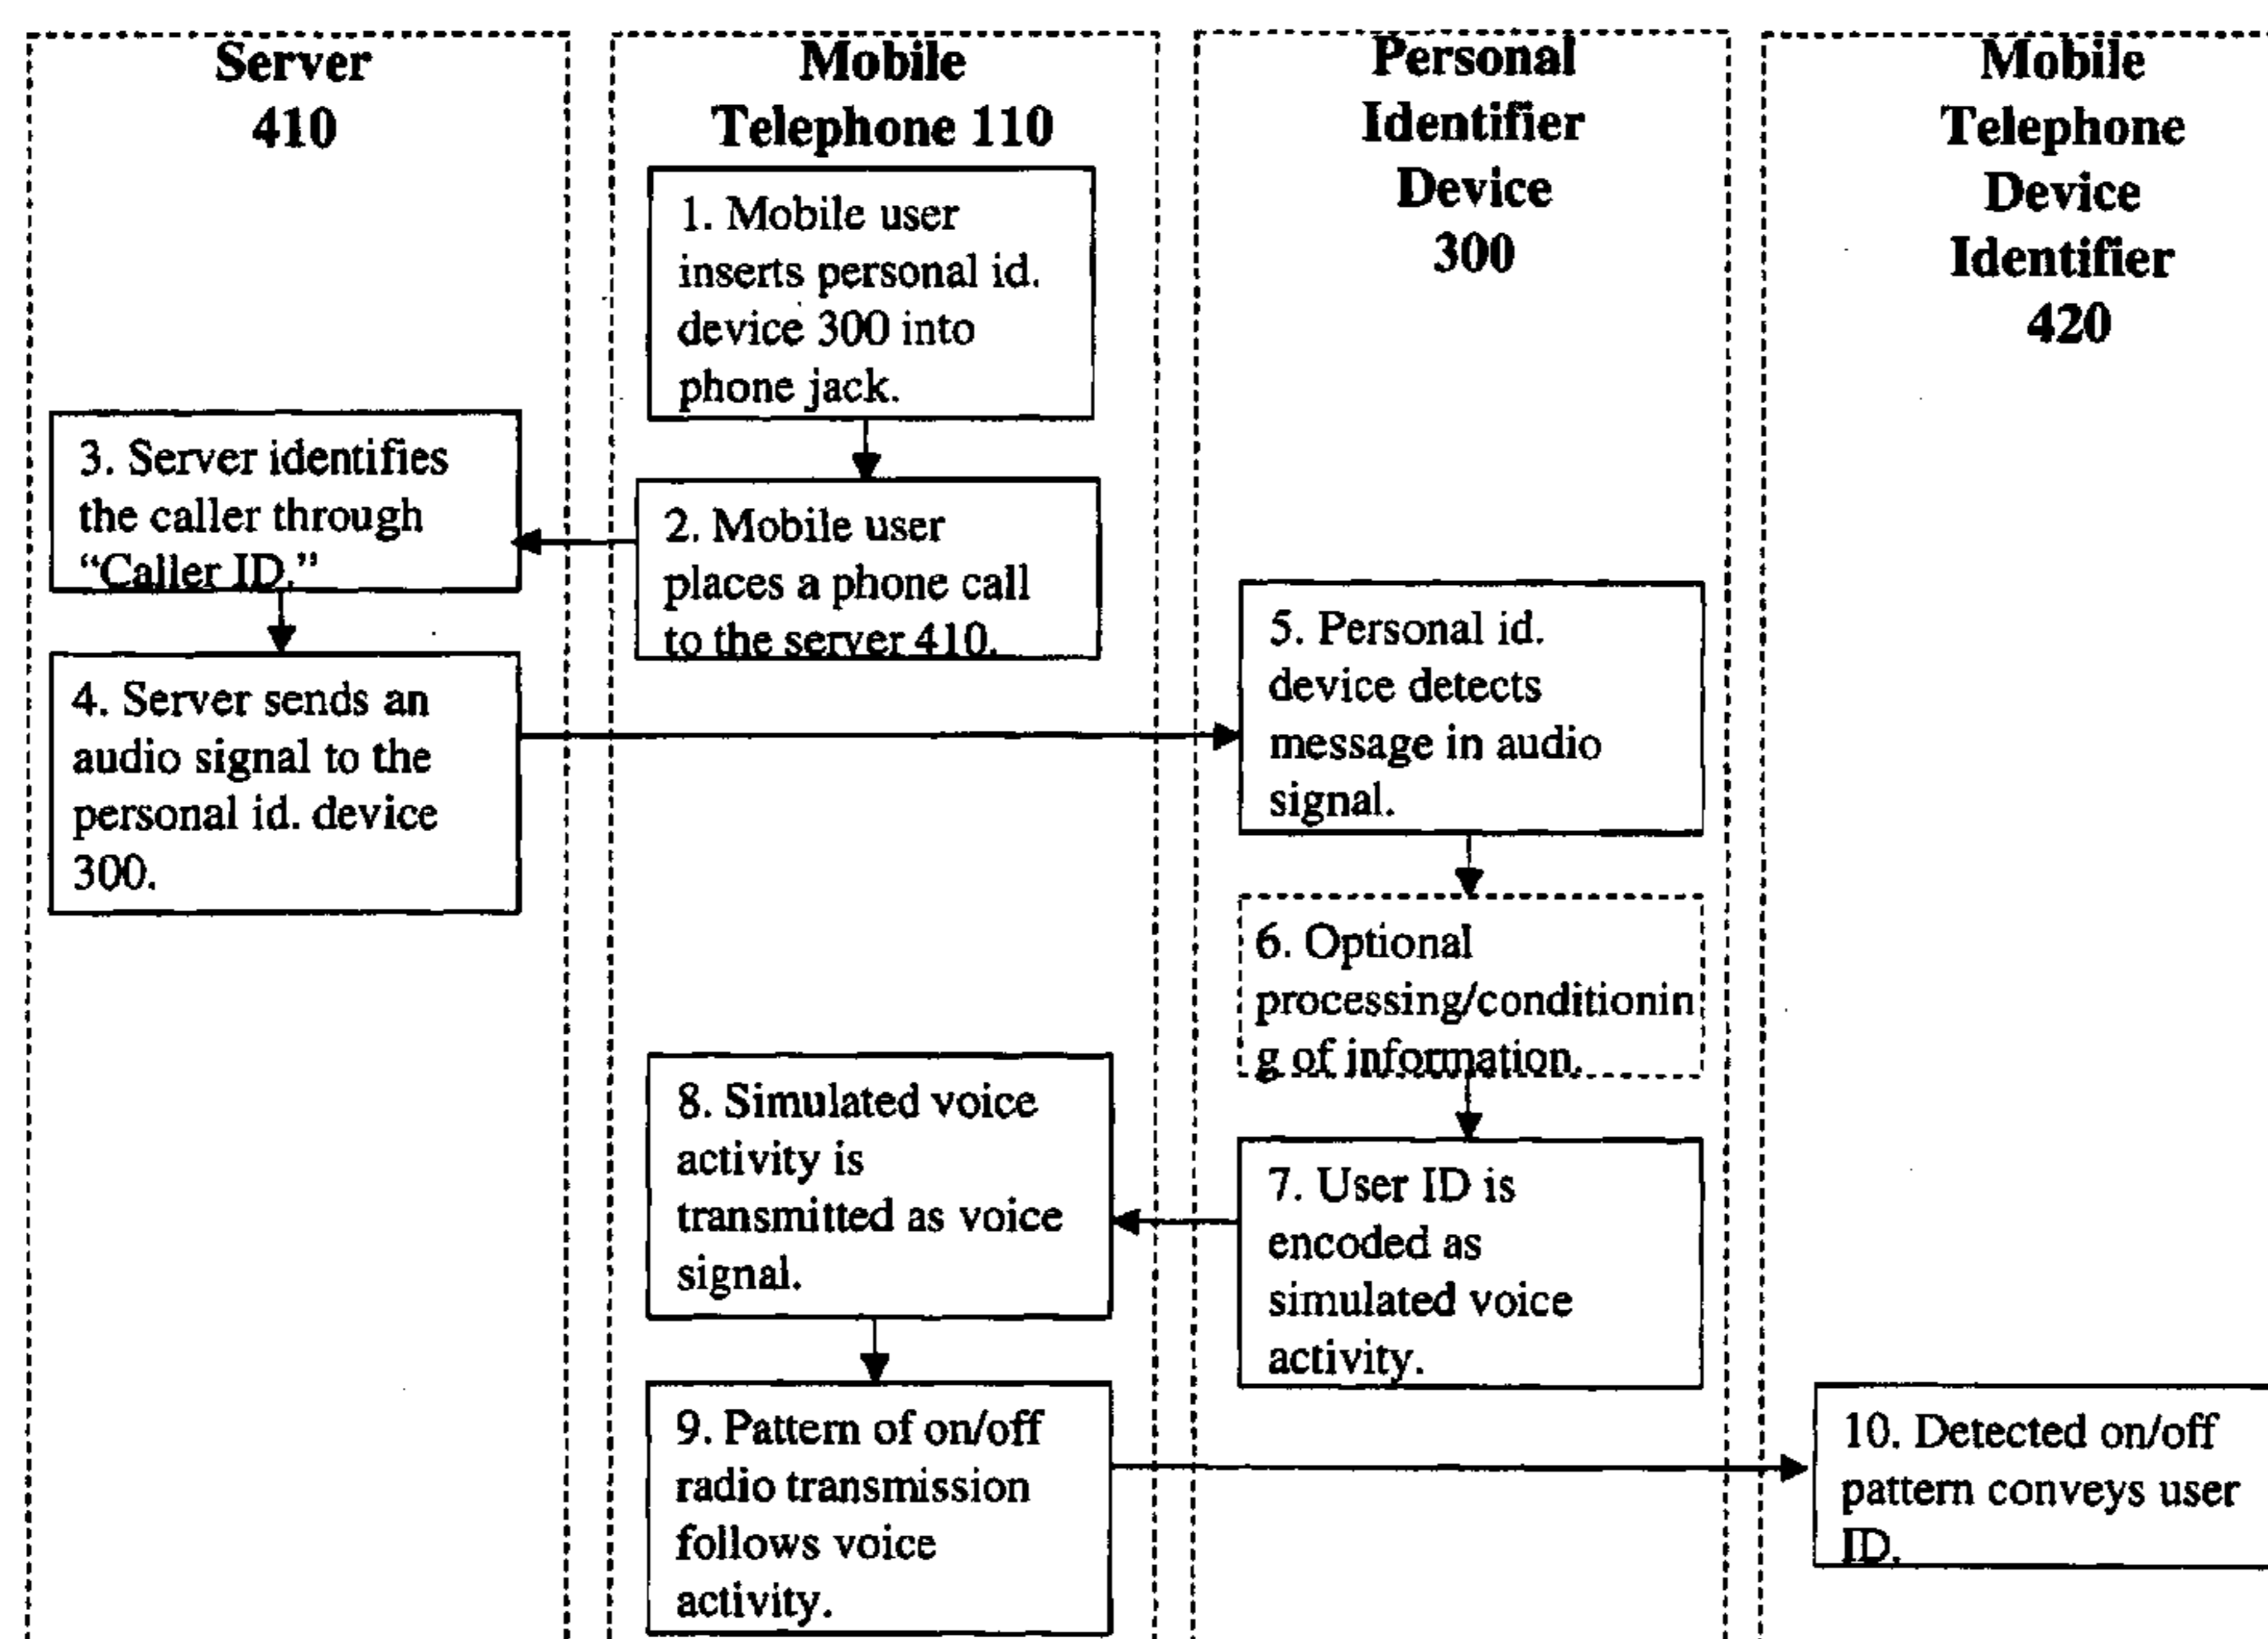 Server
410
Mobile
Telephone 110
Personal
Identifier
Device
300
Mobile
Telephone
Device
Identifier
420
1. Mobile user
inserts personal id.
device 300 into
phone jack.
2. Mobile user
places a phone call
to the server 410.
3. Server identifies
the caller through
“Caller ID.”
4. Server sends an
audio signal to the
personal id. device
300.
5. Personal id.
device detects
message in audio
signal.
6. Optional
processing/conditionin
g of information.
7. User ID is
encoded as
simulated voice
activity.
8. Simulated voice
activity is
transmitted as voice
signal.
9. Pattern of on/off
radio transmission
follows voice
activity.
10. Detected on/off
pattern conveys user
ID.